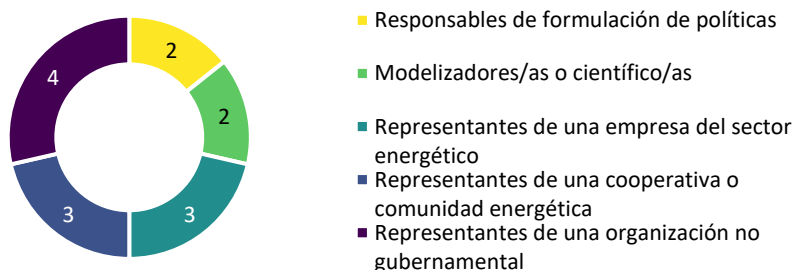 2
2
3
3
4
Responsables de formulación de políticas
Modelizadores/as o científico/as
Representantes de una empresa del sector
energético
Representantes de una cooperativa o
comunidad energética
Representantes de una organización no
gubernamental